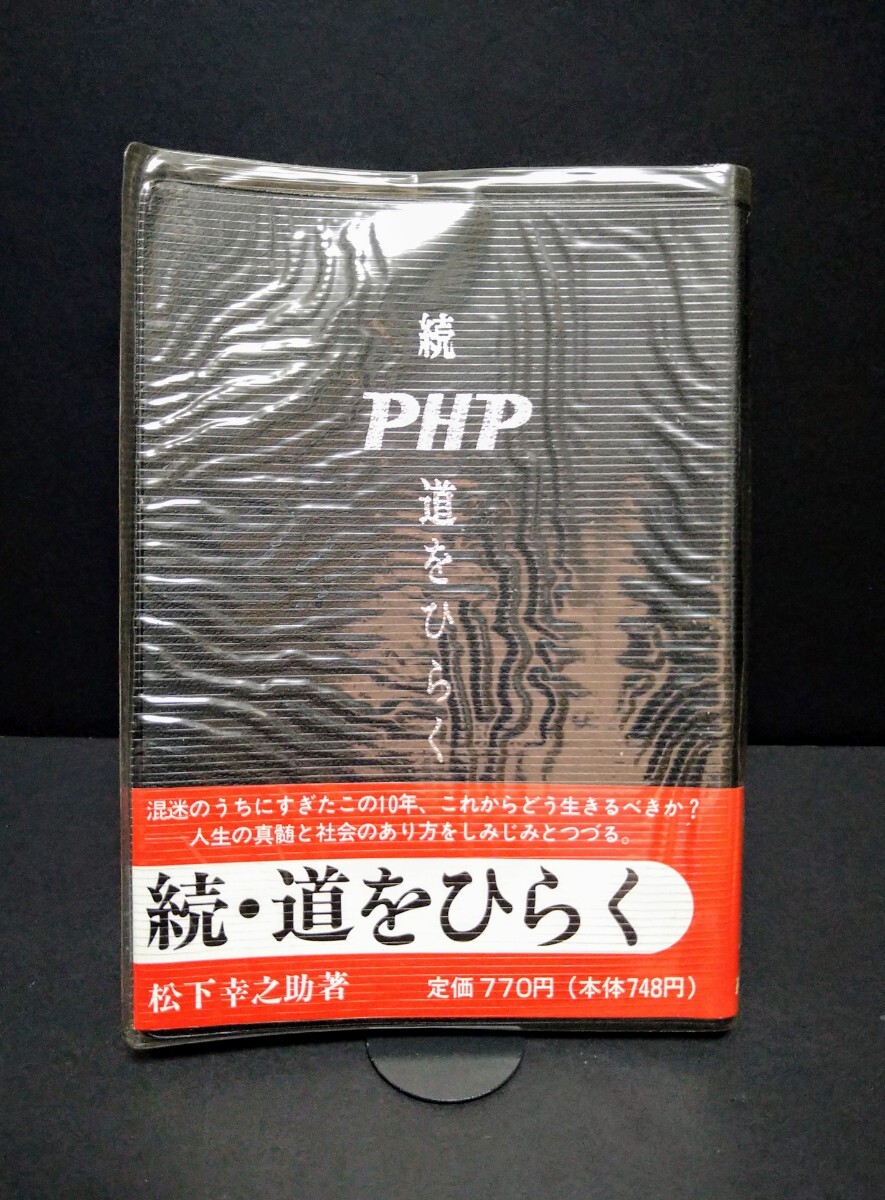 続
PHP
道をひらく
混迷のうちにすぎたこの10年、これからどう生きるべきか?
人生の真髄と社会のあり方をしみじみとつづる。
続・道をひらく
松下幸之助著
定価770円(本体748円)